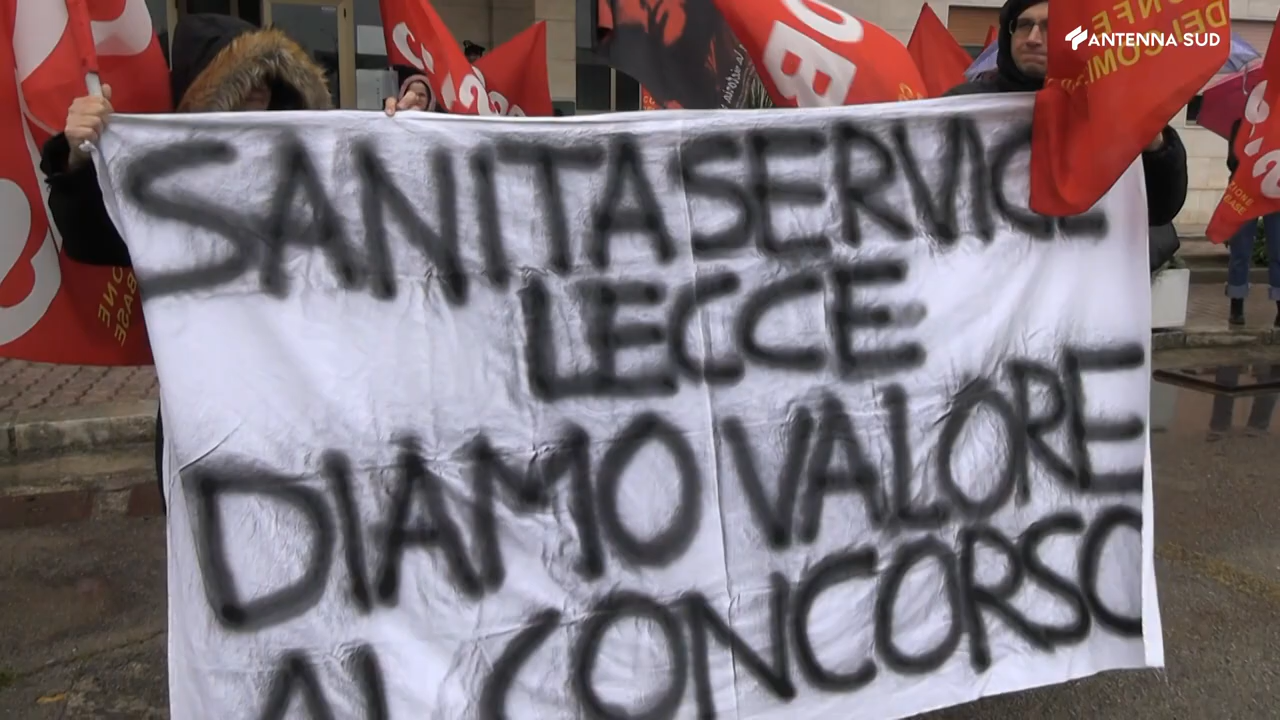 ANTENNA SUD
SANITASERVICE
LECCE
DIAMO VALORE
AL CONCORSO